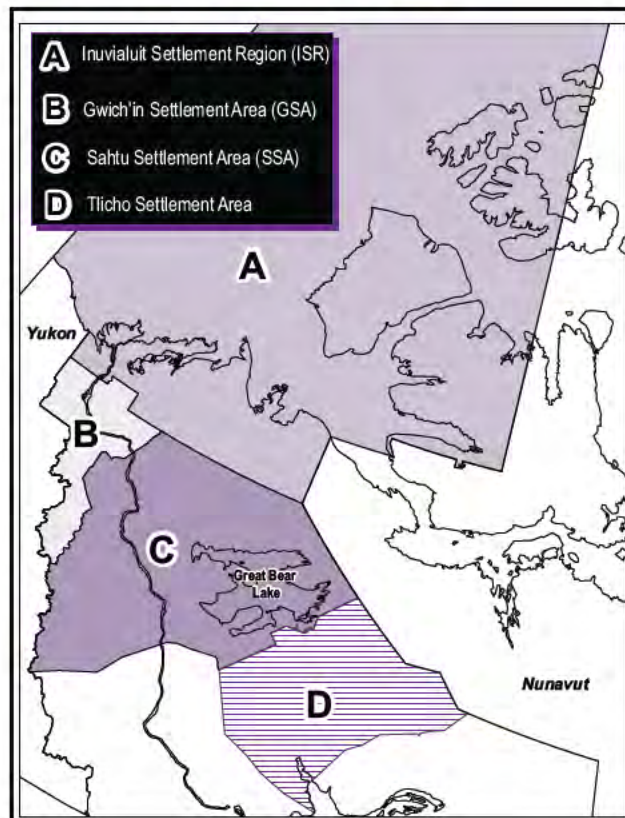 A Inuvialuit Settlement Region (ISR)
B Gwich'in Settlement Area (GSA)
C Sahtu Settlement Area (SSA)
D Tlicho Settlement Area
A
Yukon
B
C
Great Bear
Lake
Nunavut
D